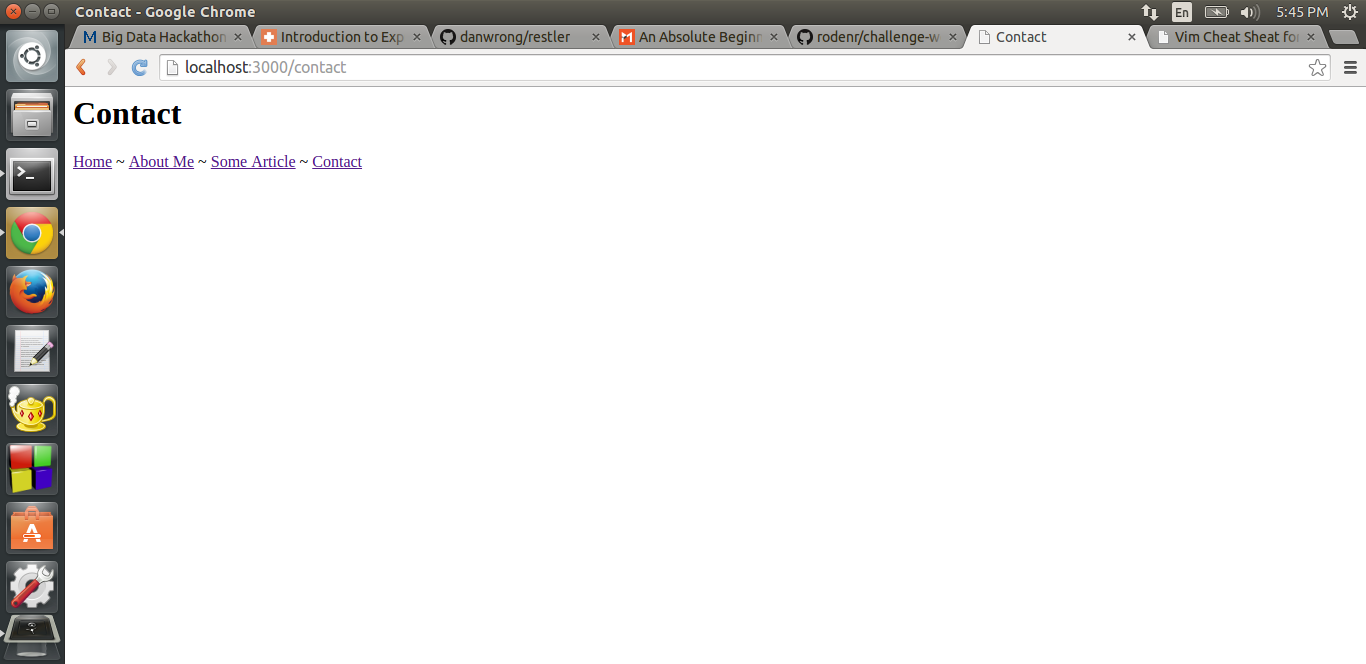 Contact - Google Chrome En 5:45 PM
Big Data Hackathon Introduction to Exp danwrong/restler An Absolute Beginn rodenr/challenge-w Contact Vim Cheat Sheat for
localhost:3000/contact
Contact
Home ~ About Me ~ Some Article ~ Contact